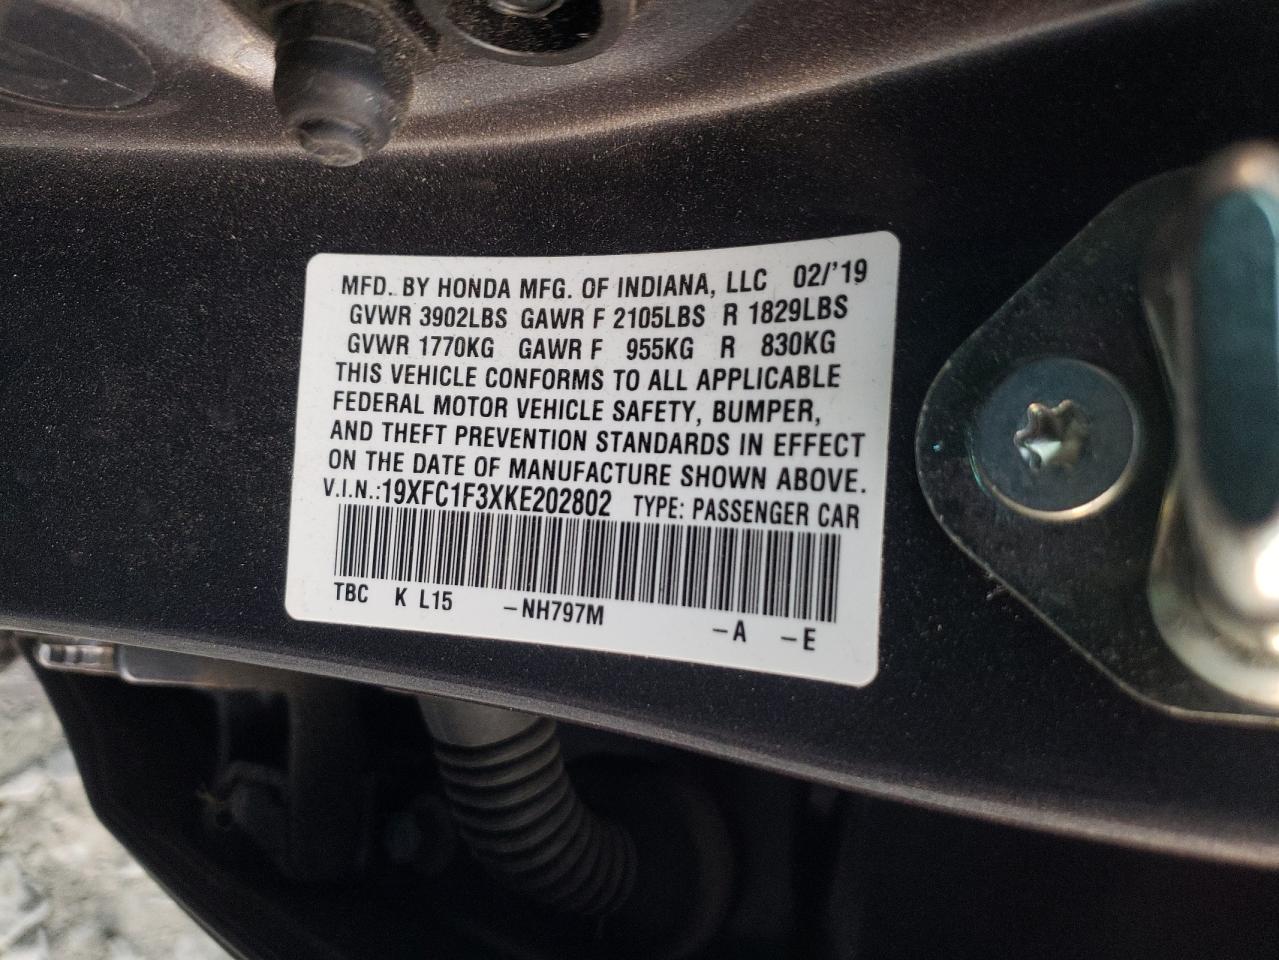 MFD. BY HONDA MFG. OF INDIANA, LLC 02/'19
GVWR 3902LBS GAWR F 2105LBS R 1829LBS
GVWR 1770KG GAWR F 955KG R 830KG
THIS VEHICLE CONFORMS TO ALL APPLICABLE
FEDERAL MOTOR VEHICLE SAFETY, BUMPER,
AND THEFT PREVENTION STANDARDS IN EFFECT
ON THE DATE OF MANUFACTURE SHOWN ABOVE.
V.I.N.:19XFC1F3XKE202802 TYPE: PASSENGER CAR
TBC K L15 –NH797M –A –E